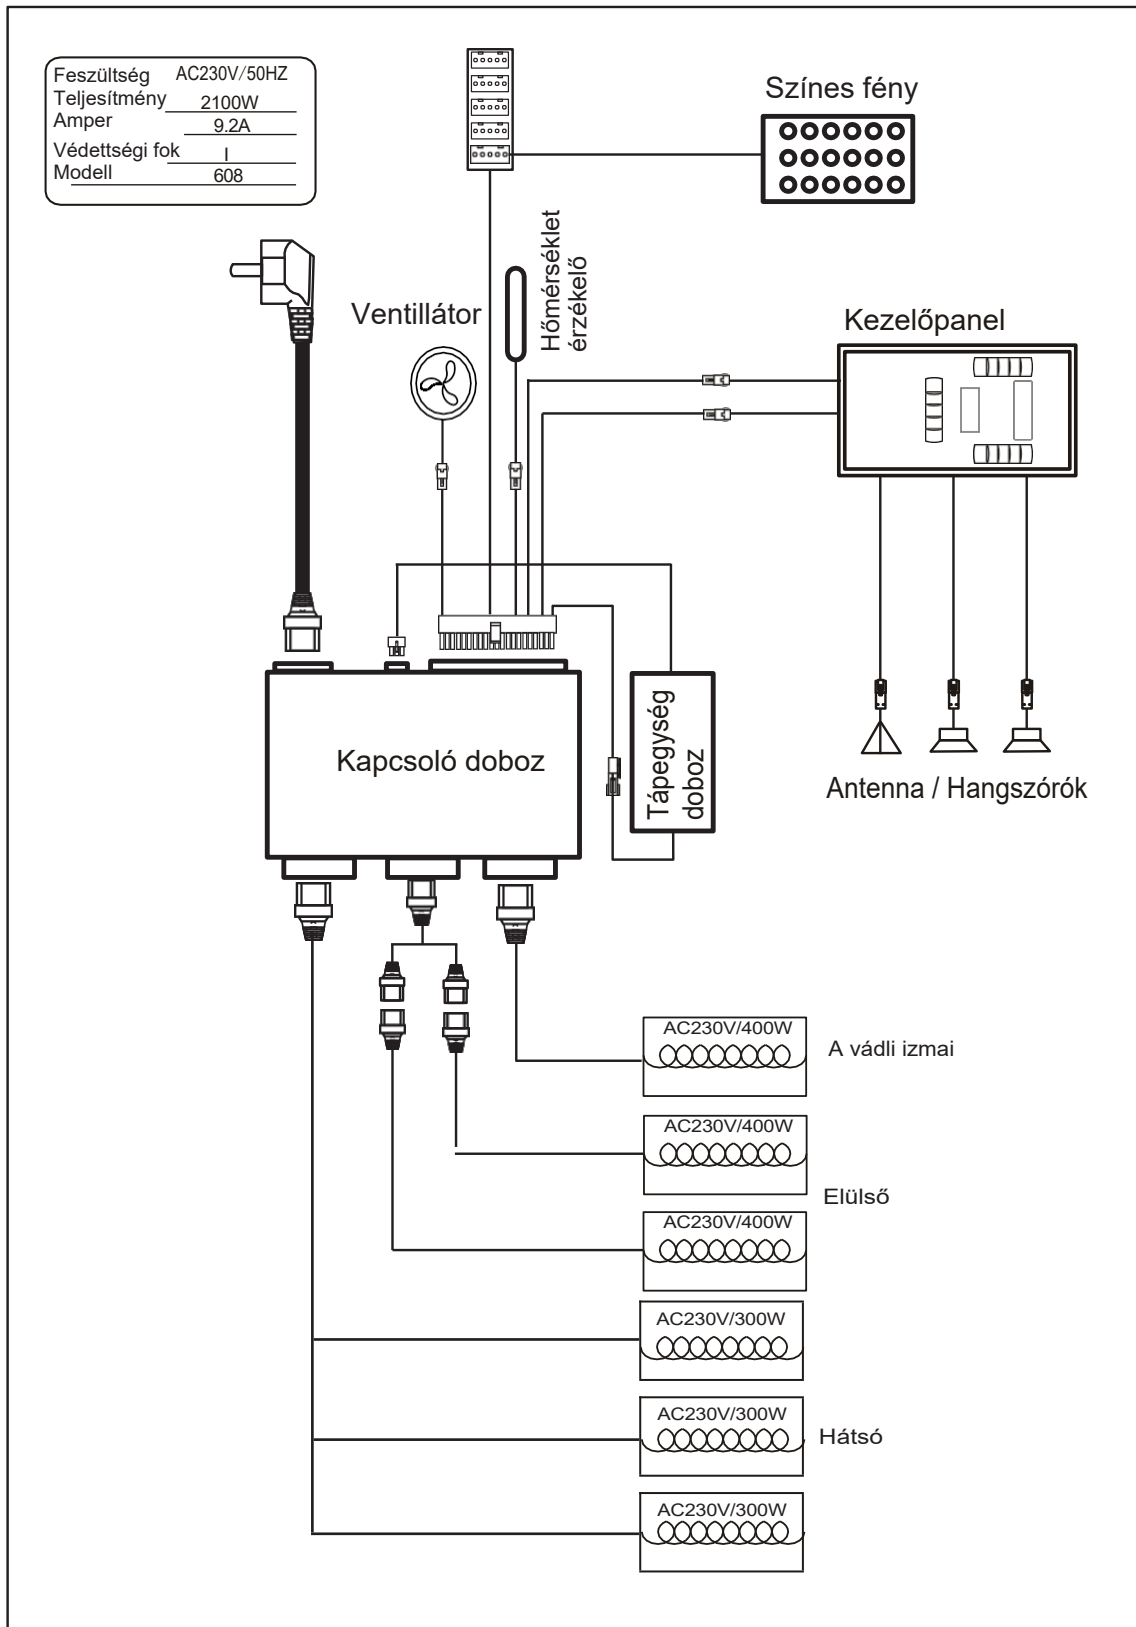 Feszültség AC230V/50HZ
Teljesítmény 2100W
Amper 9.2A
Védettségi fok I
Modell 608
Színes fény
Hőmérséklet
érzékelő
Ventillátor
Kezelőpanel
Kapcsoló doboz
Tápegység
doboz
Antenna / Hangszórók
AC230V/400W
A vádli izmai
AC230V/400W
Elülső
AC230V/400W
AC230V/300W
AC230V/300W
Hátsó
AC230V/300W